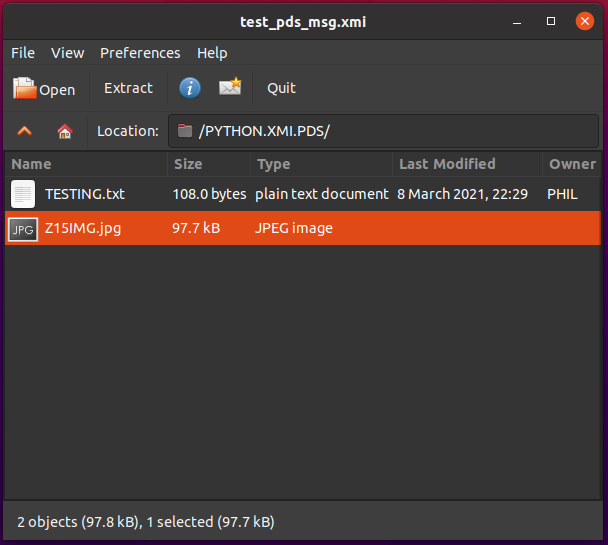 test_pds_msg.xmi
File View Preferences Help
Open Extract Quit
Location: /PYTHON.XMI.PDS/
Name Size Type Last Modified Owner
TESTING.txt 108.0 bytes plain text document 8 March 2021, 22:29 PHIL
JPG Z15IMG.jpg 97.7 kB JPEG image
2 objects (97.8 kB), 1 selected (97.7 kB)